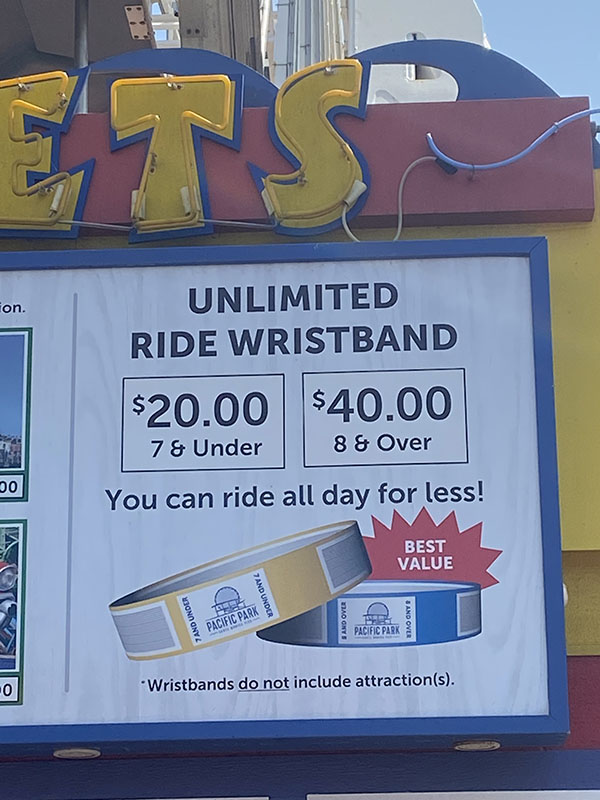 ETS
ion.
UNLIMITED
RIDE WRISTBAND
$20.00
7 & Under
$40.00
8 & Over
00
You can ride all day for less!
BEST
VALUE
7 AND UNDER
PACIFIC PARK
7 AND UNDER
8 AND OVER
PACIFIC PARK
8 AND OVER
*Wristbands do not include attraction(s).
0